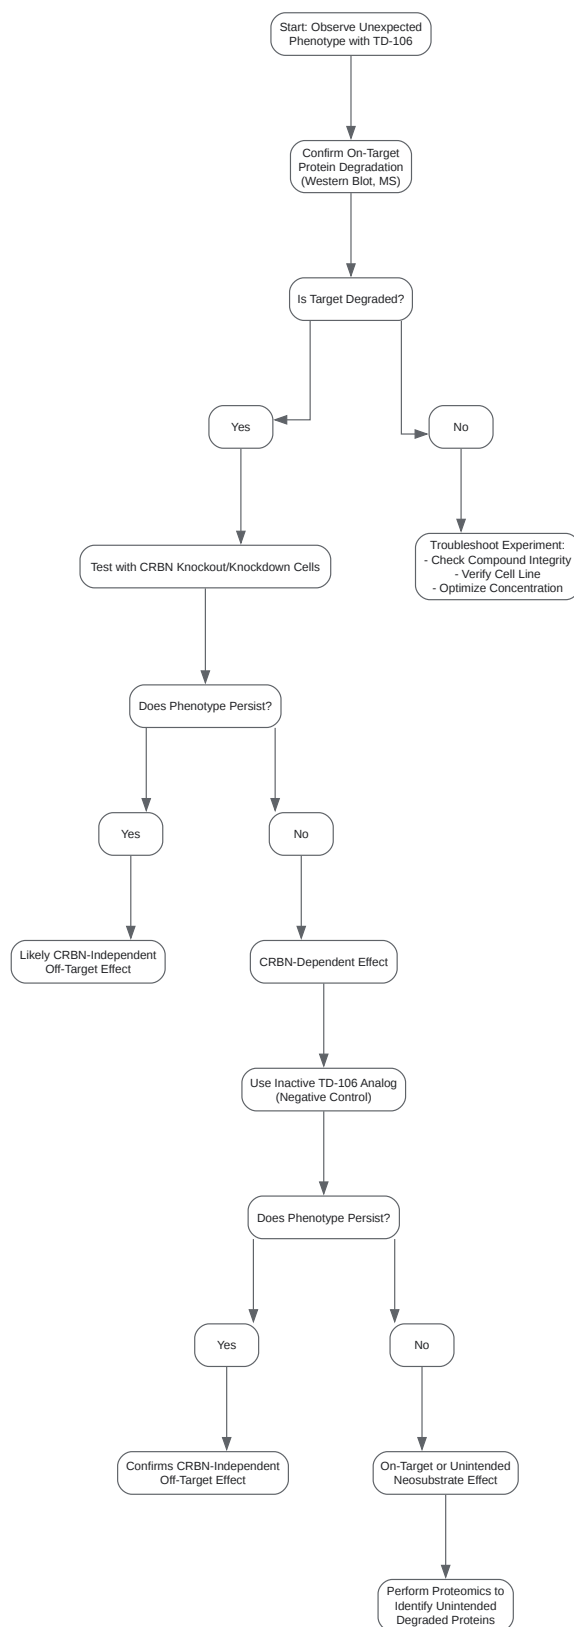 Start: Observe Unexpected
Phenotype with TD-106
Confirm On-Target
Protein Degradation
(Western Blot, MS)
Is Target Degraded?
Yes
No
Test with CRBN Knockout/Knockdown Cells
Troubleshoot Experiment:
- Check Compound Integrity
- Verify Cell Line
- Optimize Concentration
Does Phenotype Persist?
Yes
No
Likely CRBN-Independent
Off-Target Effect
CRBN-Dependent Effect
Use Inactive TD-106 Analog
(Negative Control)
Does Phenotype Persist?
Yes
No
Confirms CRBN-Independent
Off-Target Effect
On-Target or Unintended
Neosubstrate Effect
Perform Proteomics to
Identify Unintended
Degraded Proteins